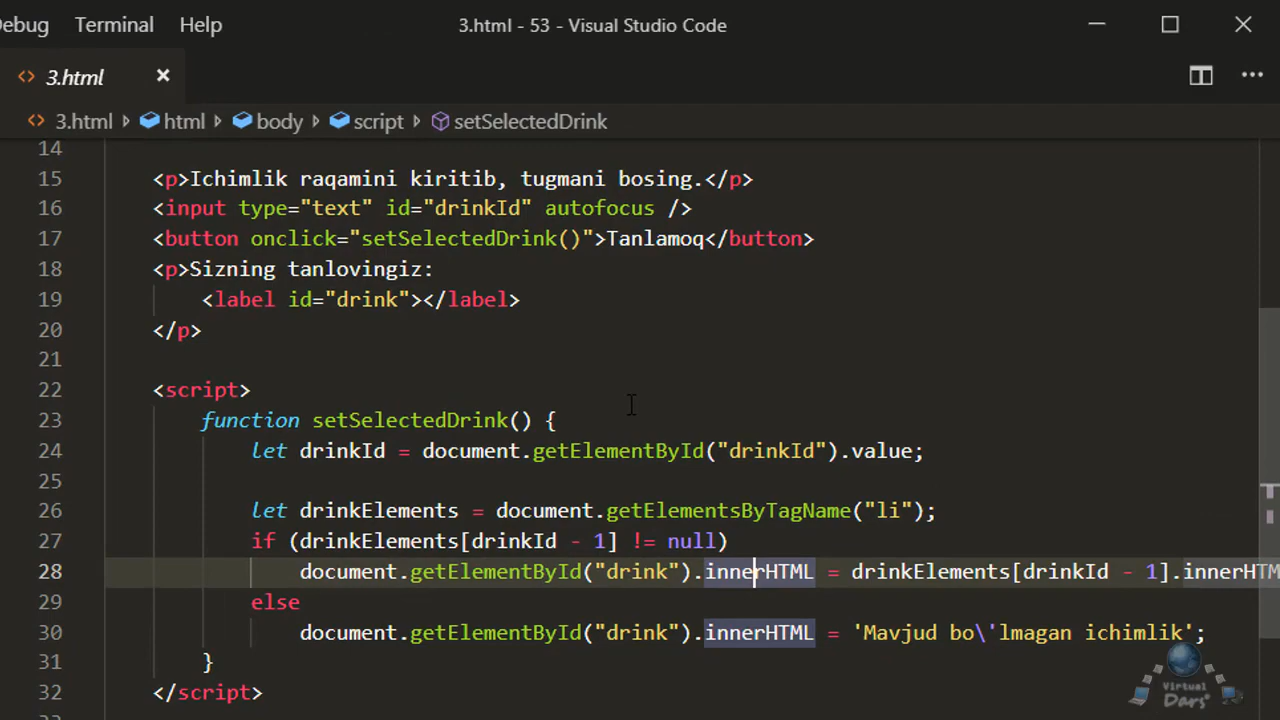 ebug Terminal Help 3.html - 53 - Visual Studio Code
3.html
3.html html body script setSelectedDrink
14
15 <p>Ichimlik raqamini kiritib, tugmani bosing.</p>
16 <input type="text" id="drinkId" autofocus />
17 <button onclick="setSelectedDrink()">Tanlamoq</button>
18 <p>Sizning tanlovingiz:
19 <label id="drink"></label>
20 </p>
21
22 <script>
23 function setSelectedDrink() {
24 let drinkId = document.getElementById("drinkId").value;
25
26 let drinkElements = document.getElementsByTagName("li");
27 if (drinkElements[drinkId - 1] != null)
28 document.getElementById("drink").innerHTML = drinkElements[drinkId - 1].innerHTM
29 else
30 document.getElementById("drink").innerHTML = 'Mavjud bo\'lmagan ichimlik';
31 }
32 </script>
Virtual
Dars